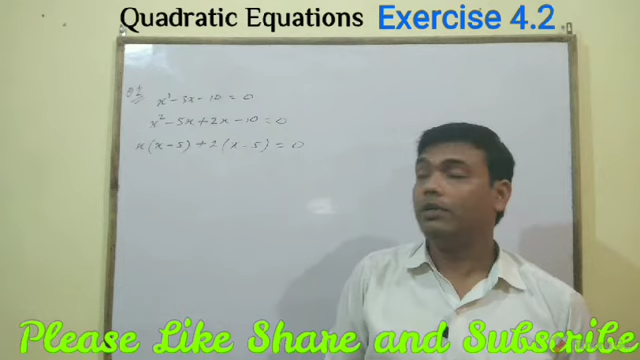 Quadratic Equations Exercise 4.2
x² - 3x - 10 = 0
x² - 5x + 2x - 10 = 0
x(x - 5) + 2(x - 5) = 0
Please Like Share and Subscribe